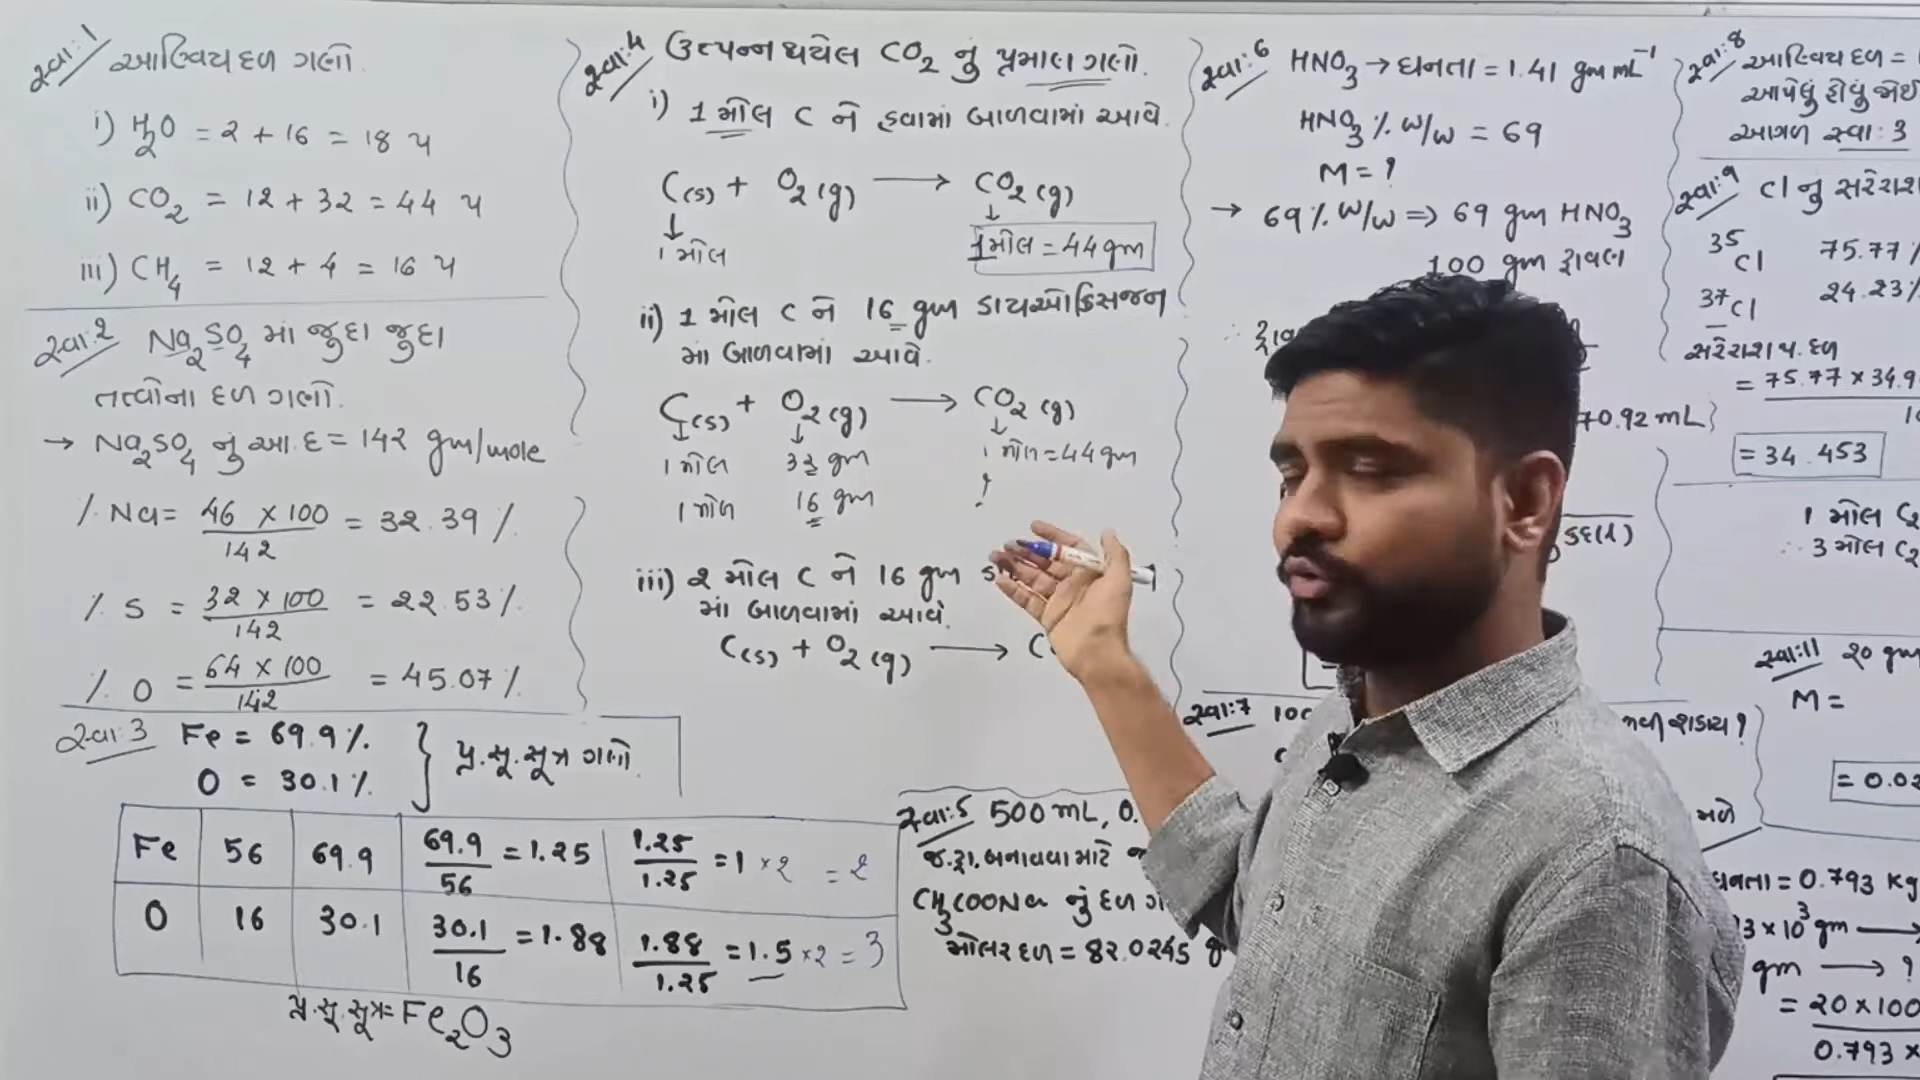 સ્વા:1 આણ્વિય દળ ગણો.
i) H2O = 2 + 16 = 18 u
ii) CO2 = 12 + 32 = 44 u
iii) CH4 = 12 + 4 = 16 u
સ્વા:2 Na2SO4 માં જુદા જુદા
તત્વોના દળ ગણો.
→ Na2SO4 નું આ.દ = 142 gm/mole
% Na = 46 × 100 / 142 = 32.39 %
% S = 32 × 100 / 142 = 22.53 %
% O = 64 × 100 / 142 = 45.07 %
સ્વા:3 Fe = 69.9 %
O = 30.1 %
} પ્ર.સૂ.સૂત્ર ગણો.
Fe 56 69.9 69.9/56 = 1.25 1.25/1.25 = 1 ×2 = 2
O 16 30.1 30.1/16 = 1.88 1.88/1.25 = 1.5 ×2 = 3
પ્ર.સૂ.સૂત્ર = Fe2O3
સ્વા:4 ઉત્પન્ન થયેલ CO2 નું પ્રમાણ ગણો.
i) 1 મોલ C ને હવામાં બાળવામાં આવે.
C(s) + O2(g) → CO2(g)
↓ ↓
1 મોલ 1 મોલ = 44 gm
ii) 1 મોલ C ને 16 gm ડાયઓક્સિજન
માં બાળવામાં આવે.
C(s) + O2(g) → CO2(g)
↓ ↓ ↓
1 મોલ 32 gm 1 મોલ = 44 gm
1 મોલ 16 gm ?
iii) 2 મોલ C ને 16 gm
માં બાળવામાં આવે.
C(s) + O2(g) → C
સ્વા:5 500 mL, 0.
જ.દ્રા. બનાવવા માટે
CH3COONa નું દળ
મોલર દળ = 82.0245 g
સ્વા:6 HNO3 → ઘનતા = 1.41 gm mL-1
HNO3 % W/W = 69
M = ?
→ 69 % W/W => 69 gm HNO3
100 gm દ્રાવણ
70.92 mL}
કદ(L)
સ્વા:7 100
શકાય?
મળે
ઘનતા = 0.793 Kg
3 × 10^3 gm →
gm → ?
= 20 × 100
0.793 ×
સ્વા:8 આણ્વિય દળ =
આપેલું હોવું જોઈ
આગળ સ્વા:3
સ્વા:9 Cl નું સરેરાશ
35Cl 75.77 %
37Cl 24.23 %
સરેરાશ પ. દળ
= 75.77 × 34.9
= 34.453
1 મોલ C2
∴ 3 મોલ C2
સ્વા:11 20 gm
M =
= 0.02